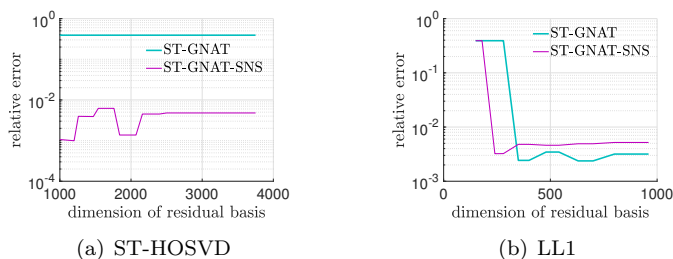 10^0
ST-GNAT
ST-GNAT-SNS
10^-2
10^-4
relative error
1000 2000 3000 4000
dimension of residual basis
(a) ST-HOSVD
10^0
ST-GNAT
ST-GNAT-SNS
10^-1
10^-2
10^-3
relative error
0 500 1000
dimension of residual basis
(b) LL1